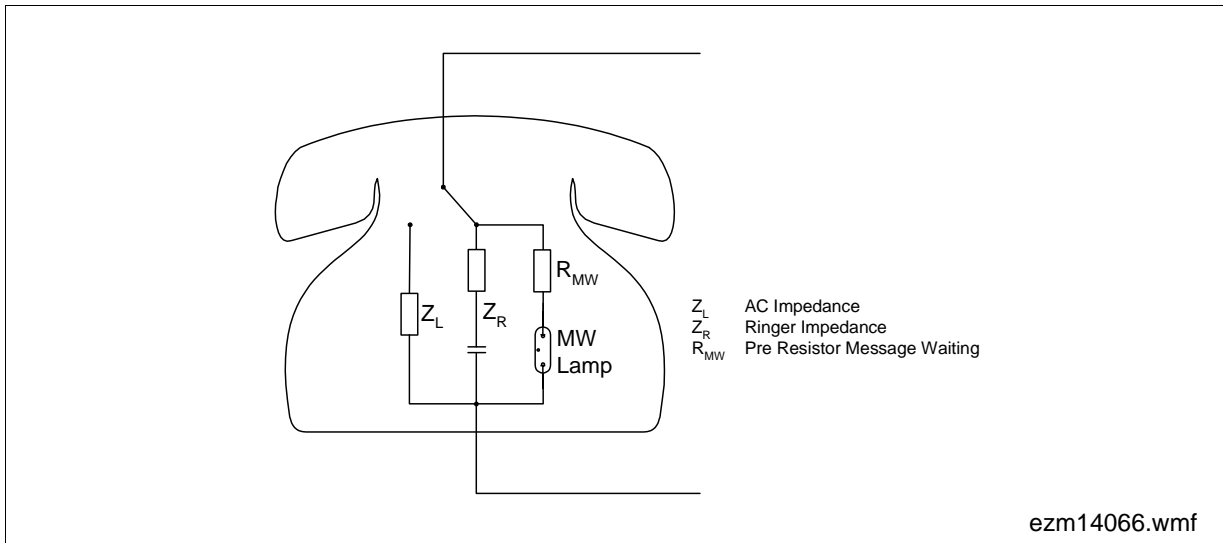 Z_L
Z_R
R_MW
MW
Lamp
Z_L AC Impedance
Z_R Ringer Impedance
R_MW Pre Resistor Message Waiting
ezm14066.wmf